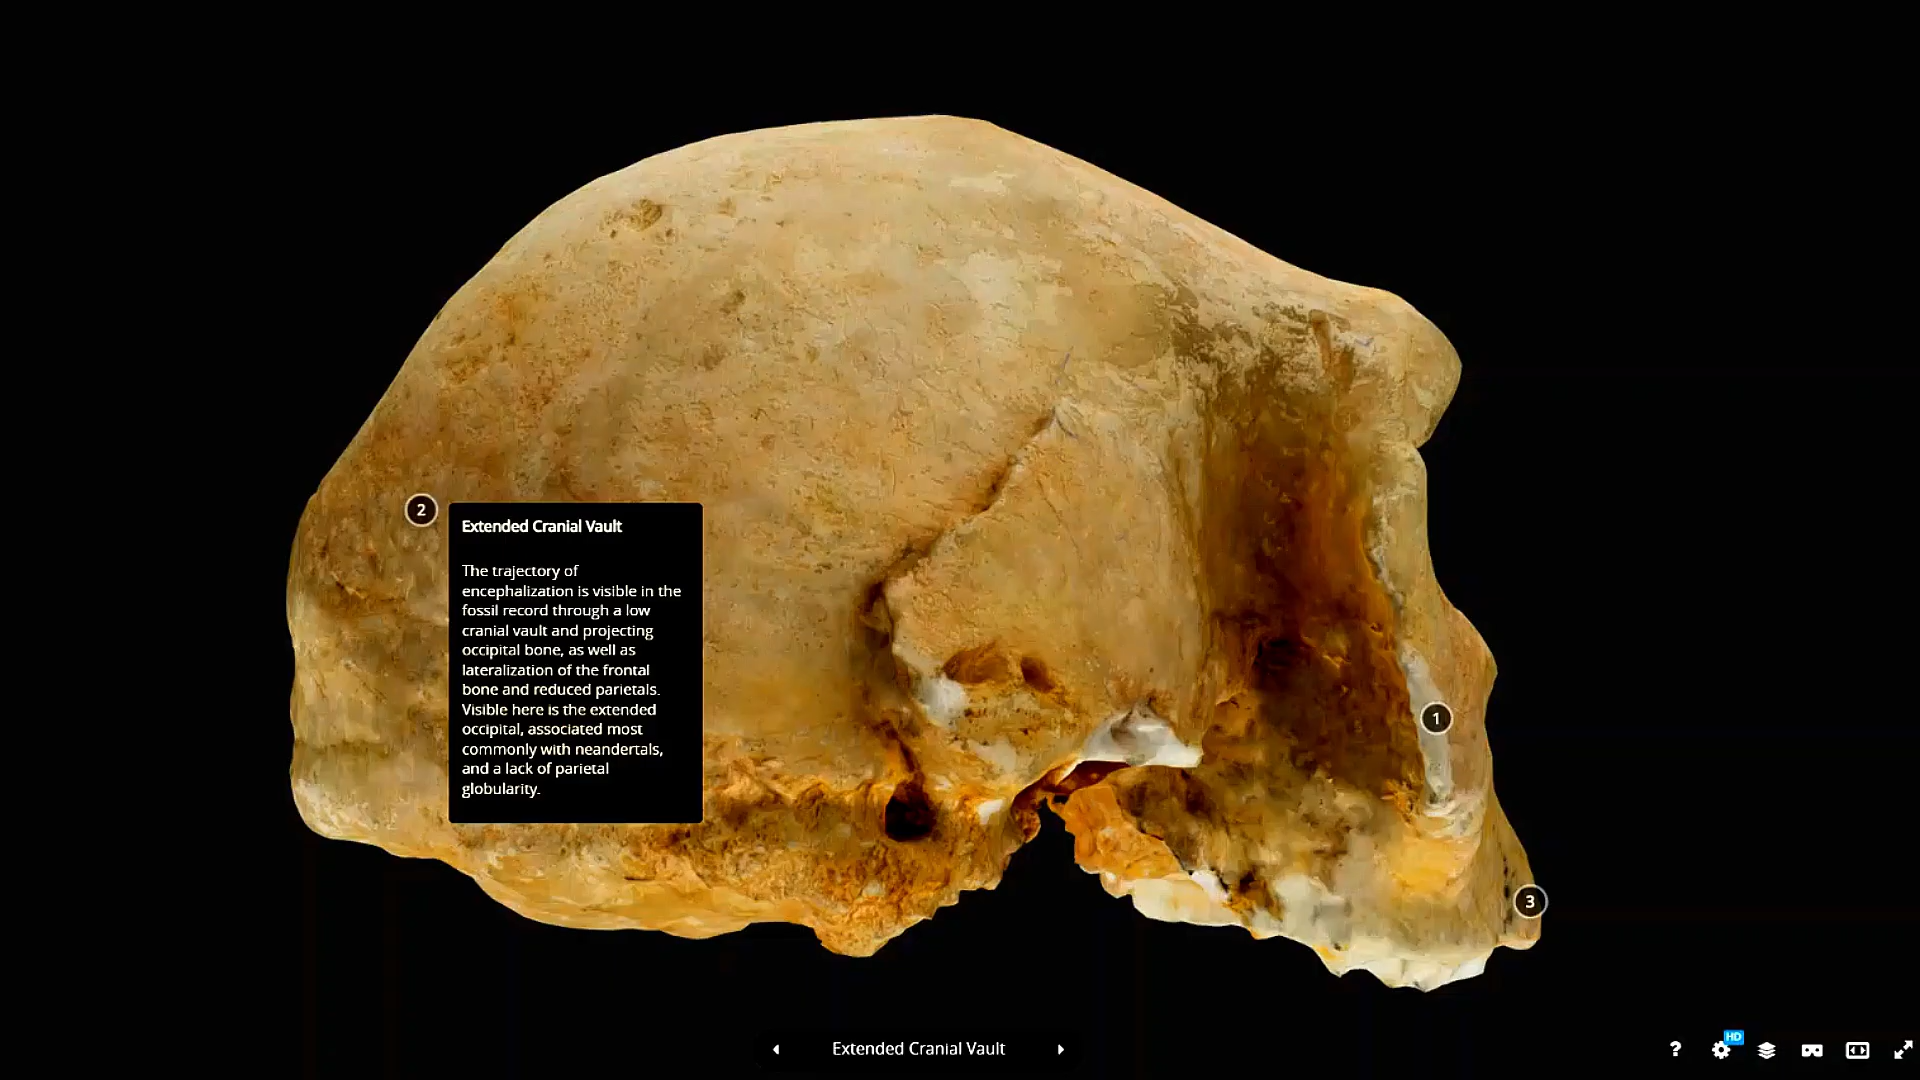 2
Extended Cranial Vault
The trajectory of
encephalization is visible in the
fossil record through a low
cranial vault and projecting
occipital bone, as well as
lateralization of the frontal
bone and reduced parietals.
Visible here is the extended
occipital, associated most
commonly with neandertals,
and a lack of parietal
globularity.
1
3
Extended Cranial Vault
? HD